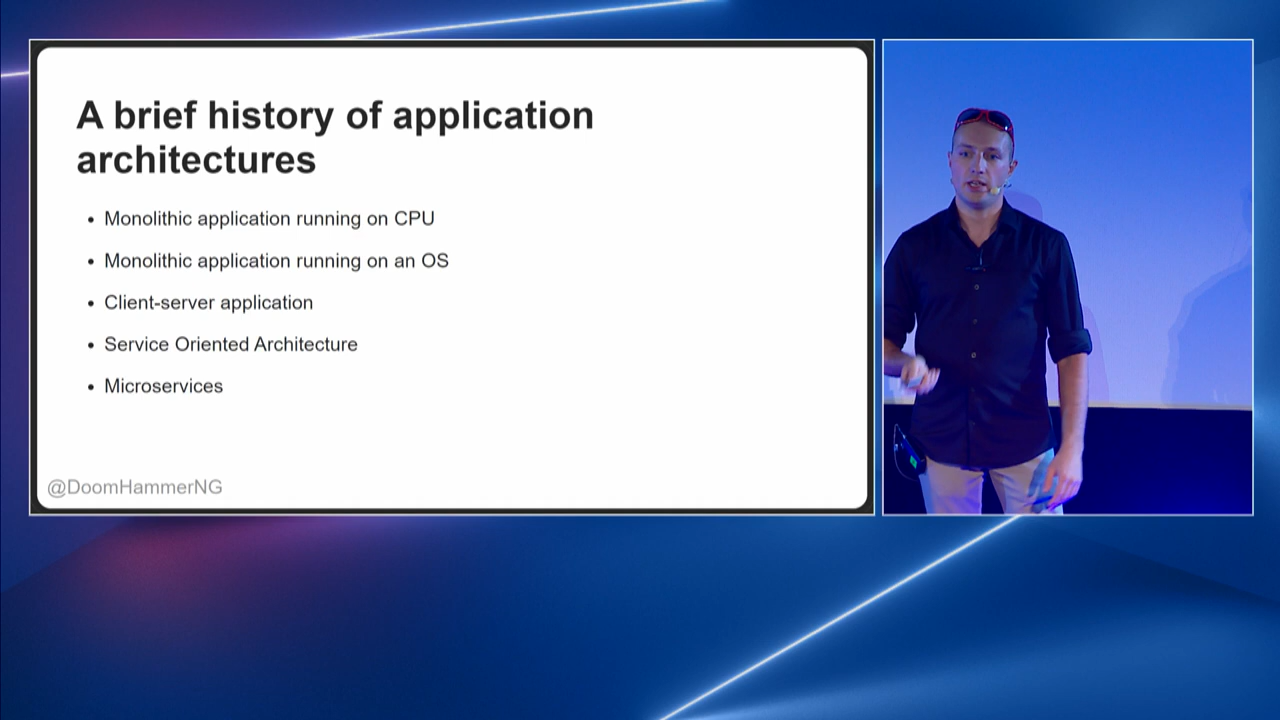 A brief history of application
architectures
Monolithic application running on CPU
Monolithic application running on an OS
Client-server application
Service Oriented Architecture
Microservices
@DoomHammerNG